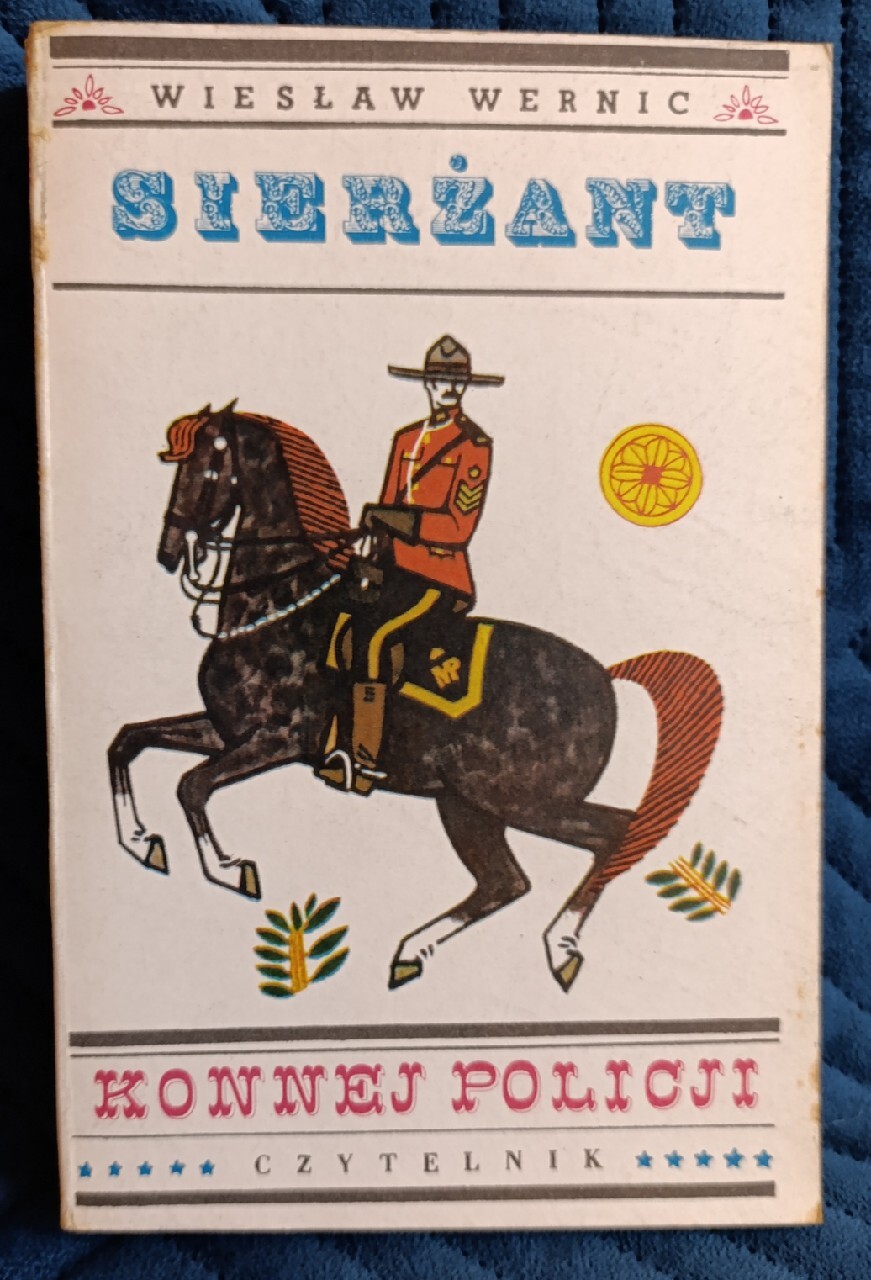 WIESŁAW WERNIC
SIERŻANT
MP
KONNEJ POLICJI
CZYTELNIK